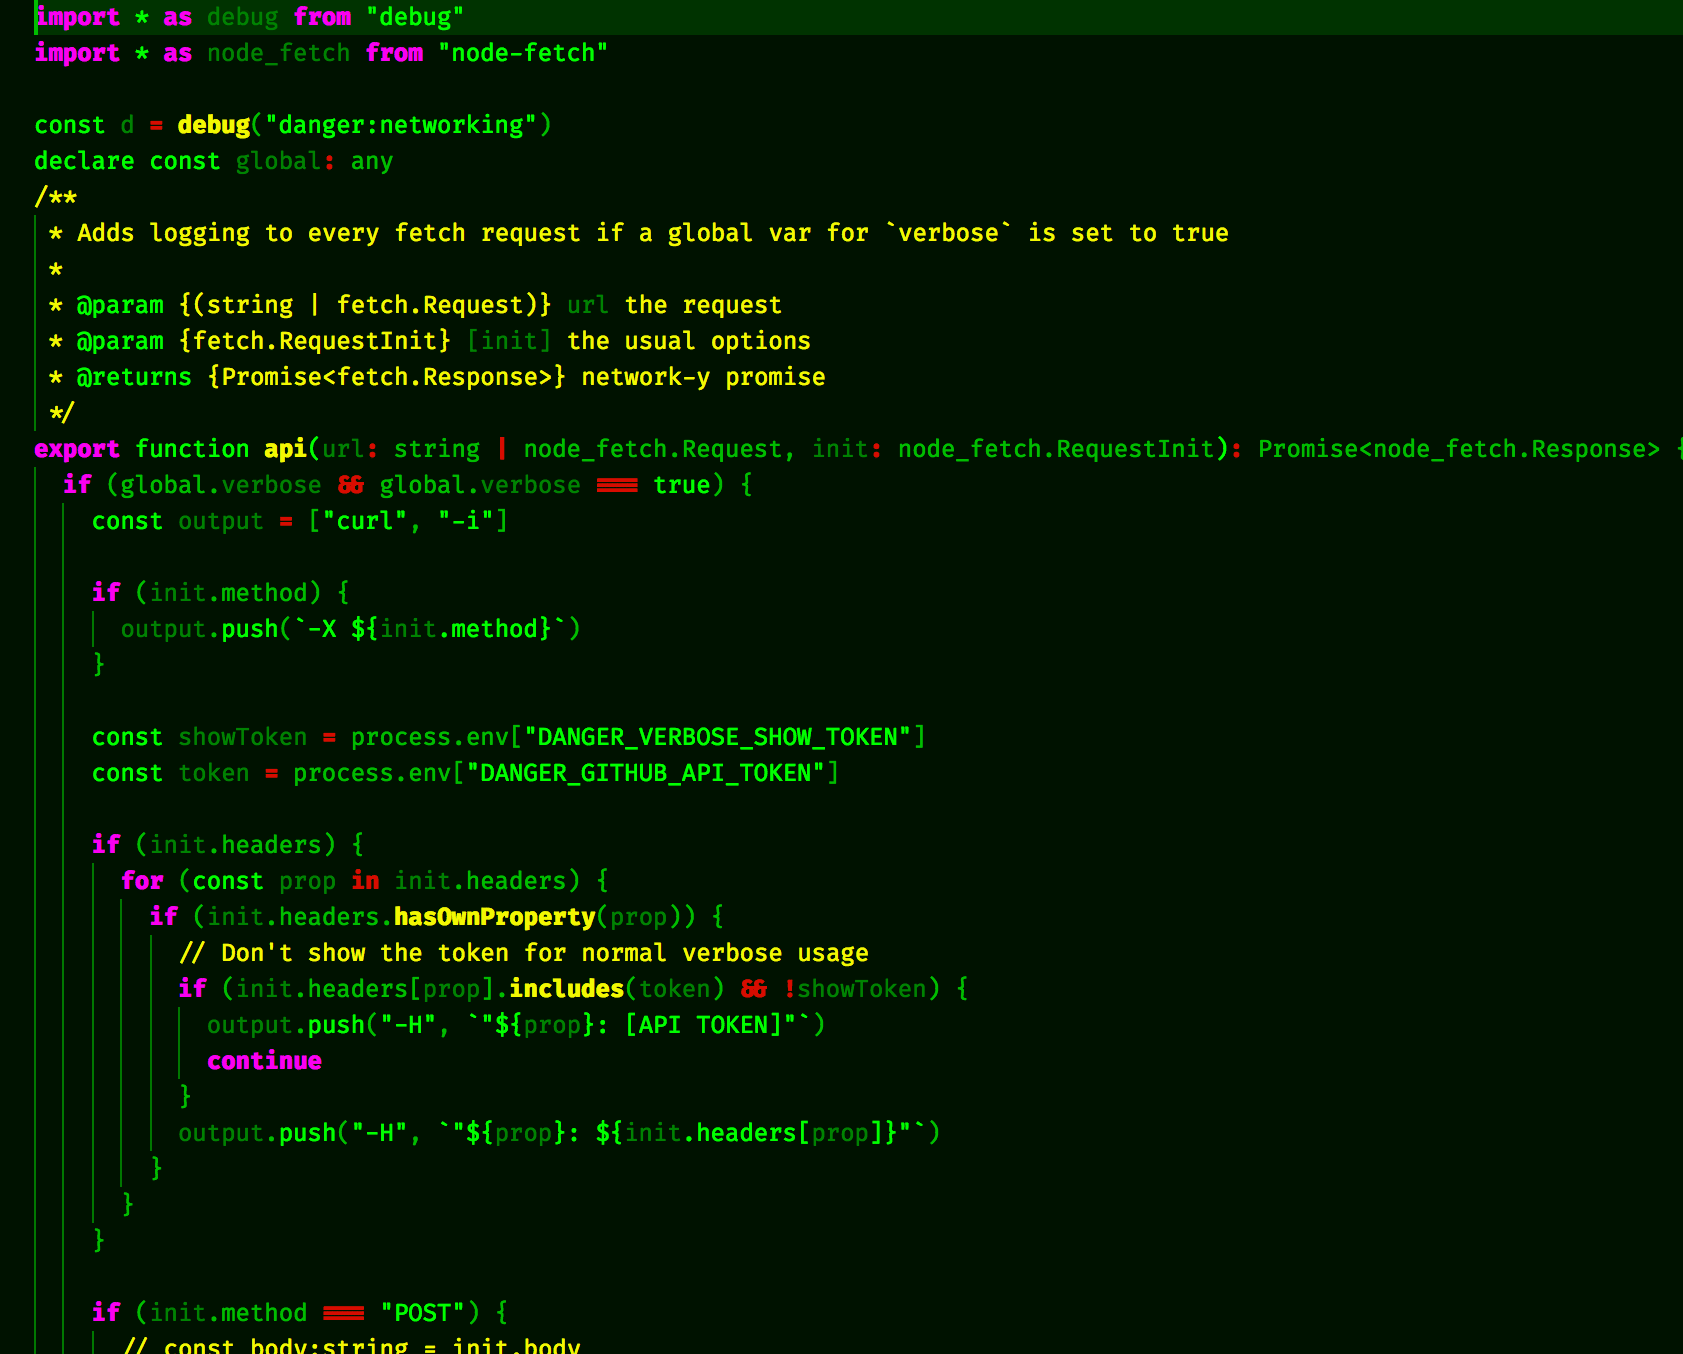 import * as debug from "debug"
import * as node_fetch from "node-fetch"
const d = debug("danger:networking")
declare const global: any
/**
 * Adds logging to every fetch request if a global var for `verbose` is set to true
 *
 * @param {(string | fetch.Request)} url the request
 * @param {fetch.RequestInit} [init] the usual options
 * @returns {Promise<fetch.Response>} network-y promise
 */
export function api(url: string | node_fetch.Request, init: node_fetch.RequestInit): Promise<node_fetch.Response> {
  if (global.verbose && global.verbose === true) {
    const output = ["curl", "-i"]
    if (init.method) {
      output.push(`-X ${init.method}`)
    }
    const showToken = process.env["DANGER_VERBOSE_SHOW_TOKEN"]
    const token = process.env["DANGER_GITHUB_API_TOKEN"]
    if (init.headers) {
      for (const prop in init.headers) {
        if (init.headers.hasOwnProperty(prop)) {
          // Don't show the token for normal verbose usage
          if (init.headers[prop].includes(token) && !showToken) {
            output.push("-H", `"${prop}: [API TOKEN]"`)
            continue
          }
          output.push("-H", `"${prop}: ${init.headers[prop]}"`)
        }
      }
    }
    if (init.method === "POST") {
      // const body:string = init.body